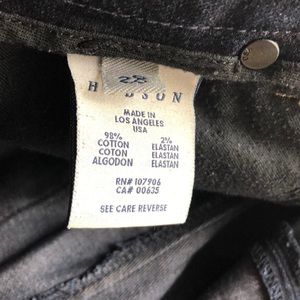 28
HUDSON
MADE IN
LOS ANGELES
USA
98% 2%
COTTON ELASTAN
COTON ELASTAN
ALGODON ELASTAN
RN# 107906
CA# 00635
SEE CARE REVERSE